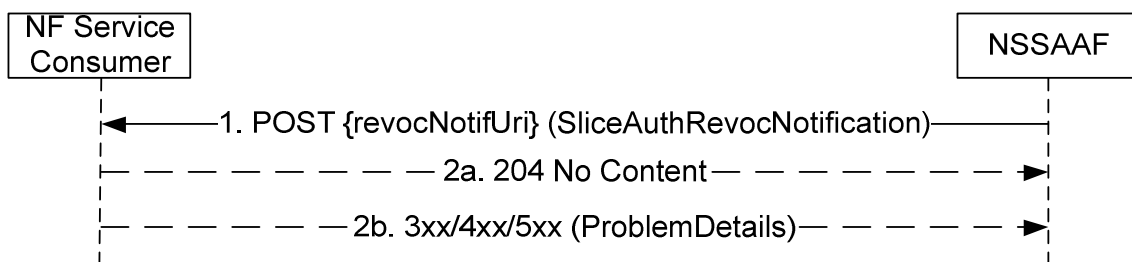 NF Service
Consumer
NSSAAF
1. POST {revocNotifUri} (SliceAuthRevocNotification)
2a. 204 No Content
2b. 3xx/4xx/5xx (ProblemDetails)